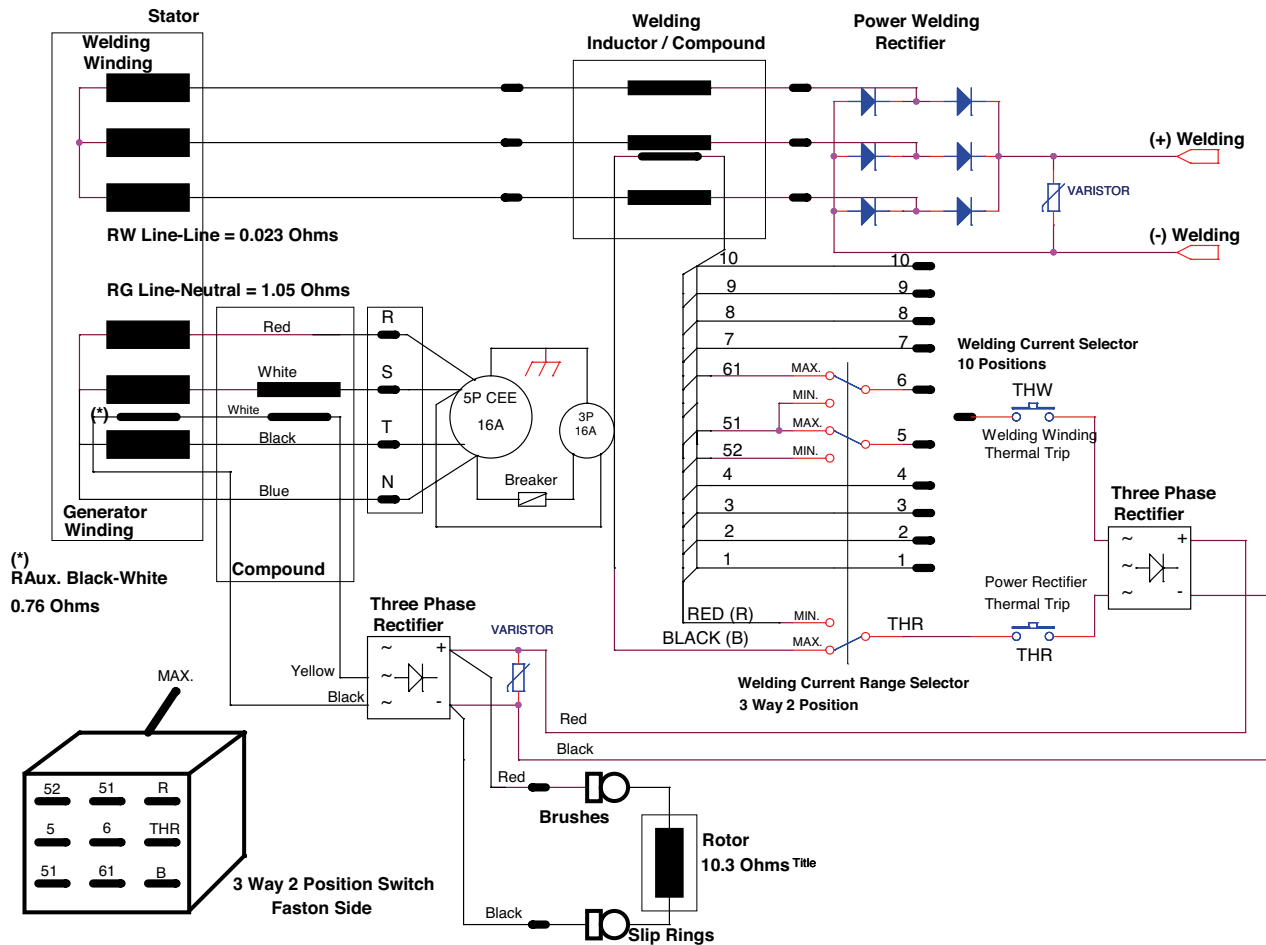 Stator
Welding
Winding
Welding
Inductor / Compound
Power Welding
Rectifier
(+) Welding
VARISTOR
(-) Welding
RW Line-Line = 0.023 Ohms
RG Line-Neutral = 1.05 Ohms
10 10
9 9
8 8
7 7
61 MAX. 6
MIN.
51 MAX. 5
52 MIN.
4 4
3 3
2 2
1 1
RED (R) MIN.
BLACK (B) MAX. THR
Welding Current Selector
10 Positions
THW
Welding Winding
Thermal Trip
Three Phase
Rectifier
~ +
~
~ -
Power Rectifier
Thermal Trip
THR
Welding Current Range Selector
3 Way 2 Position
Red R
White S
(*) White
Black T
Blue N
5P CEE
16A
3P
16A
Breaker
Generator
Winding
Compound
(*)
RAux. Black-White
0.76 Ohms
Three Phase
Rectifier
VARISTOR
~ +
Yellow ~
Black ~ -
Red
Black
Red
Brushes
Rotor
10.3 Ohms Title
Black
Slip Rings
MAX.
52 51 R
5 6 THR
51 61 B
3 Way 2 Position Switch
Faston Side